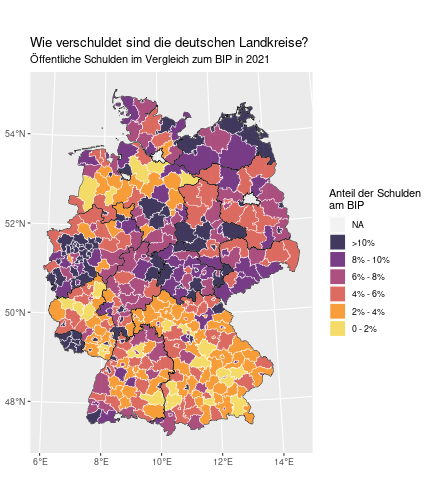 Wie verschuldet sind die deutschen Landkreise?
Öffentliche Schulden im Vergleich zum BIP in 2021
54°N
52°N
50°N
48°N
6°E
8°E
10°E
12°E
14°E
Anteil der Schulden
am BIP
NA
>10%
8% - 10%
6% - 8%
4% - 6%
2% - 4%
0 - 2%